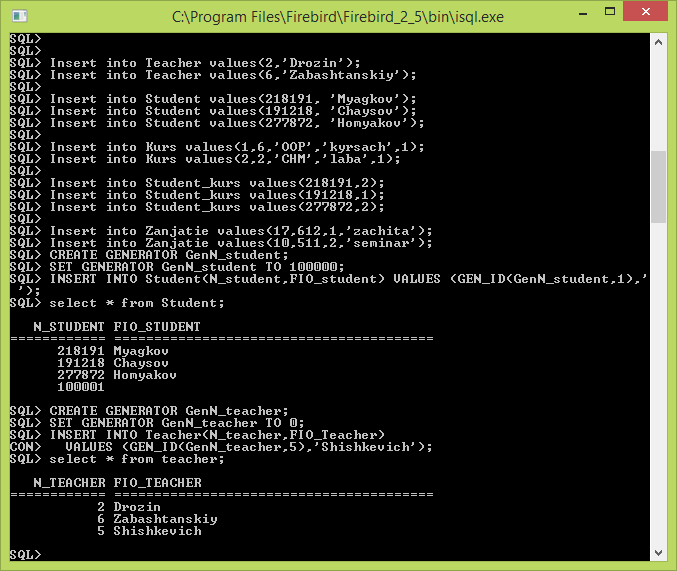 C:\Program Files\Firebird\Firebird_2_5\bin\isql.exe
SQL>
SQL>
SQL> Insert into Teacher values(2,'Drozin');
SQL> Insert into Teacher values(6,'Zabashtanskiy');
SQL>
SQL> Insert into Student values(218191, 'Myagkov');
SQL> Insert into Student values(191218, 'Chaysov');
SQL> Insert into Student values(277872, 'Homyakov');
SQL>
SQL> Insert into Kurs values(1,6,'OOP','kyrsach',1);
SQL> Insert into Kurs values(2,2,'CHM','laba',1);
SQL>
SQL> Insert into Student_kurs values(218191,2);
SQL> Insert into Student_kurs values(191218,1);
SQL> Insert into Student_kurs values(277872,2);
SQL>
SQL> Insert into Zanjatie values(17,612,1,'zachita');
SQL> Insert into Zanjatie values(10,511,2,'seminar');
SQL> CREATE GENERATOR GenN_student;
SQL> SET GENERATOR GenN_student TO 100000;
SQL> INSERT INTO Student(N_student,FIO_student) VALUES (GEN_ID(GenN_student,1),'
 ');
SQL> select * from Student;
   N_STUDENT FIO_STUDENT
============ ========================================
      218191 Myagkov
      191218 Chaysov
      277872 Homyakov
      100001
SQL> CREATE GENERATOR GenN_teacher;
SQL> SET GENERATOR GenN_teacher TO 0;
SQL> INSERT INTO Teacher(N_teacher,FIO_Teacher)
CON>   VALUES (GEN_ID(GenN_teacher,5),'Shishkevich');
SQL> select * from teacher;
   N_TEACHER FIO_TEACHER
============ ========================================
           2 Drozin
           6 Zabashtanskiy
           5 Shishkevich
SQL>